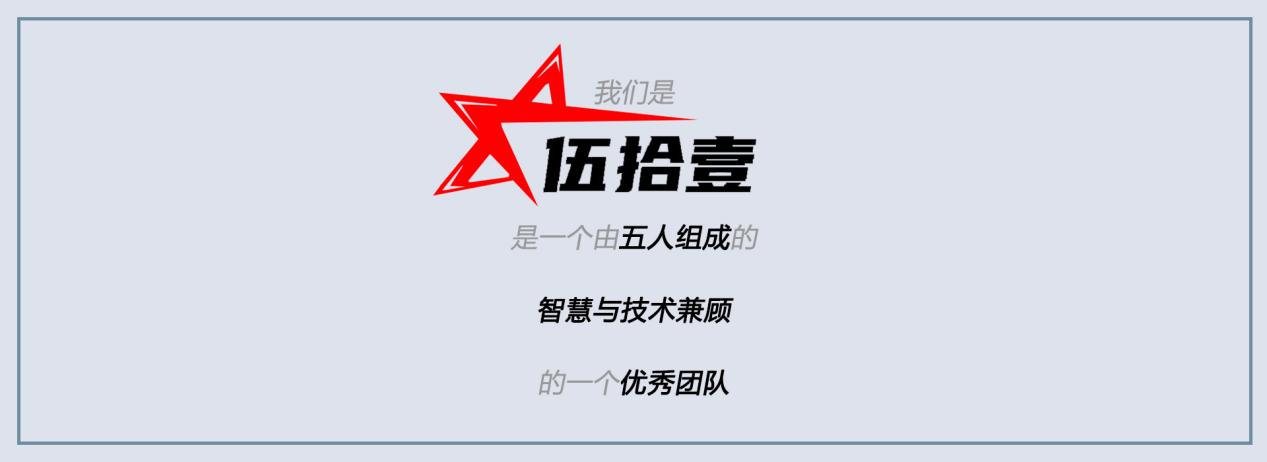 我们是
伍拾壹
是一个由五人组成的
智慧与技术兼顾
的一个优秀团队